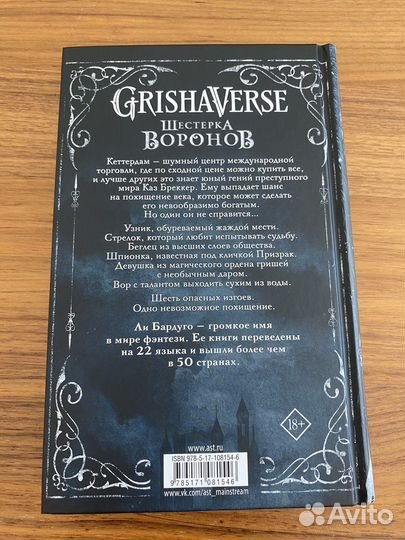 GRISHAVERSE
ШЕСТЕРКА
ВОРОНОВ
Кеттердам — шумный центр международной
торговли, где по сходной цене можно купить все,
и лучше других это знает юный гений преступного
мира Каз Бреккер. Ему выпадает шанс
на похищение века, которое может сделать
его невообразимо богатым.
Но один он не справится...
Узник, обуреваемый жаждой мести.
Стрелок, который любит испытывать судьбу.
Беглец из высших слоев общества.
Шпионка, известная под кличкой Призрак.
Девушка из магического ордена гришей
с необычным даром.
Вор с талантом выходить сухим из воды.
Шесть опасных изгоев.
Одно невозможное похищение.
Ли Бардуго — громкое имя
в мире фэнтези. Ее книги переведены
на 22 языка и вышли более чем
в 50 странах.
18+
www.ast.ru
ISBN 978-5-17-108154-6
9785171081546
www.vk.com/ast_mainstream
Avito